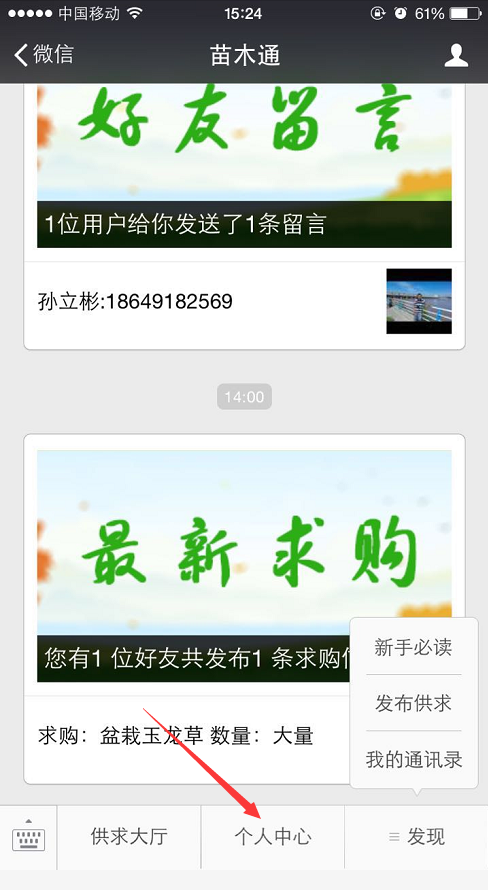 中国移动
15:24
61%
微信
苗木通
好友留言
1位用户给你发送了1条留言
孙立彬:18649182569
14:00
最新求购
您有1 位好友共发布1 条求购
求购：盆栽玉龙草 数量：大量
新手必读
发布供求
我的通讯录
供求大厅
个人中心
发现